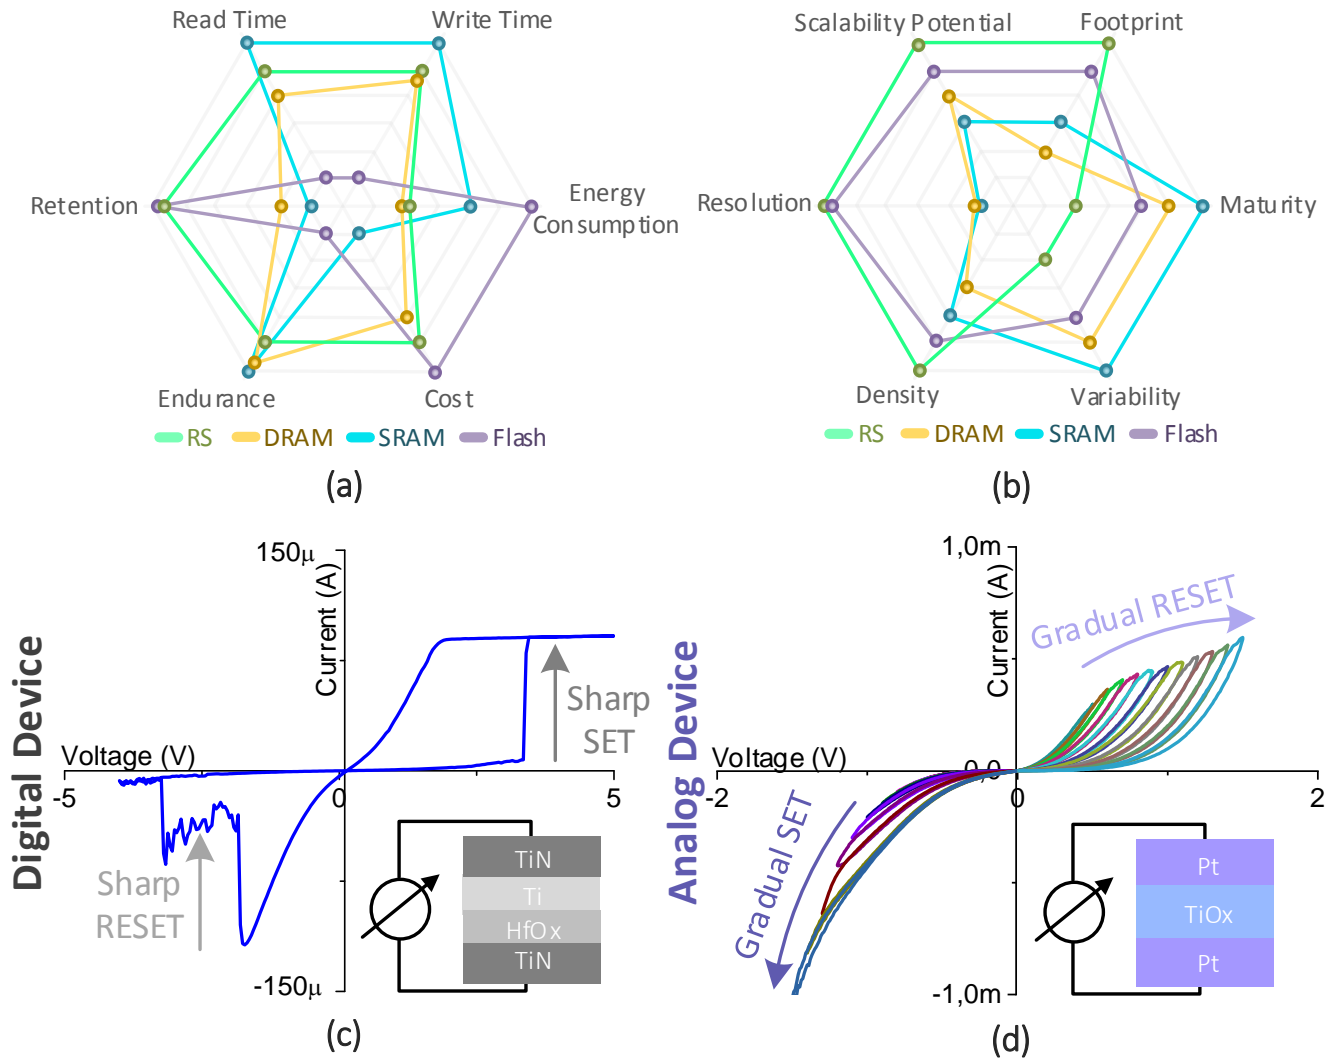 Read Time
Write Time
Retention
Energy
Consumption
Endurance
Cost
RS DRAM SRAM Flash
(a)
Scalability Potential
Footprint
Resolution
Maturity
Density
Variability
RS DRAM SRAM Flash
(b)
Digital Device
150μ
Current (A)
Voltage (V)
-5
0
5
-150μ
Sharp
SET
Sharp
RESET
TiN
Ti
HfOx
TiN
(c)
Analog Device
1,0m
Current (A)
Voltage (V)
0,0
-2
0
2
-1,0m
Gradual RESET
Gradual SET
Pt
TiOx
Pt
(d)